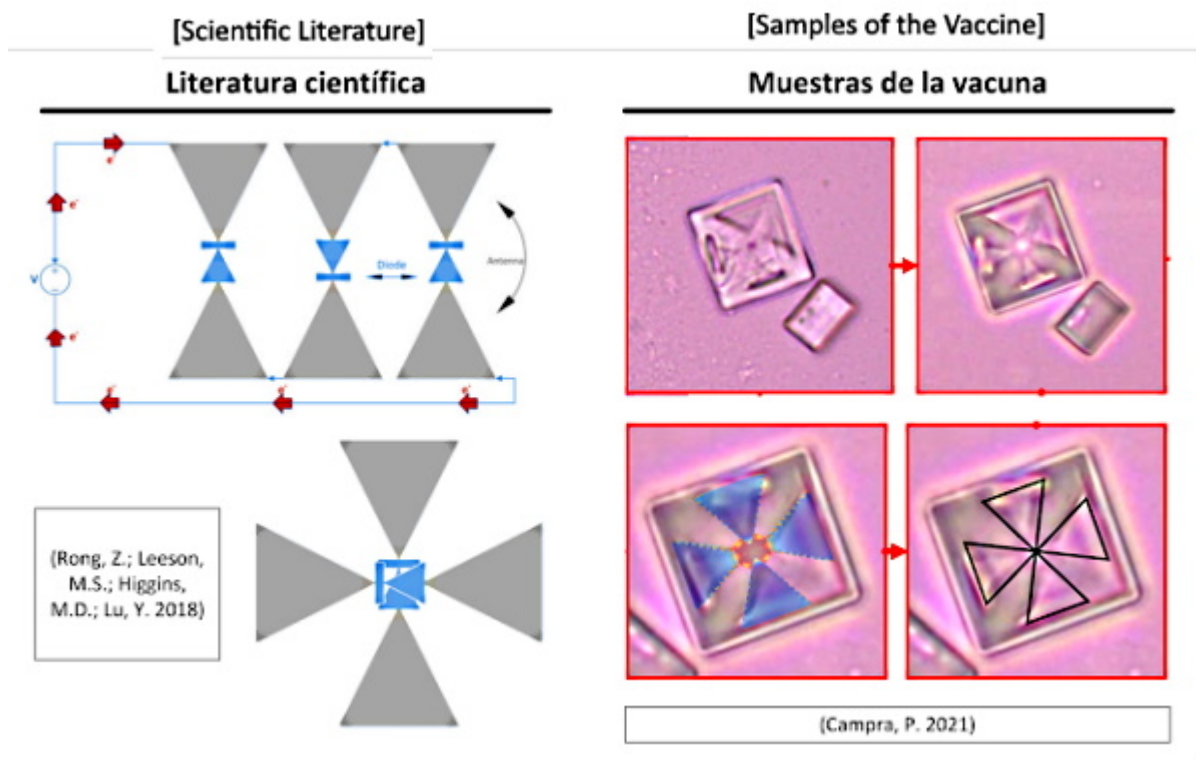 [Scientific Literature]
Literatura científica
e⁻
e⁻
V
e⁻
e⁻
e⁻
e⁻
Diode
Antenna
(Rong, Z.; Leeson,
M.S.; Higgins,
M.D.; Lu, Y. 2018)
[Samples of the Vaccine]
Muestras de la vacuna
(Campra, P. 2021)